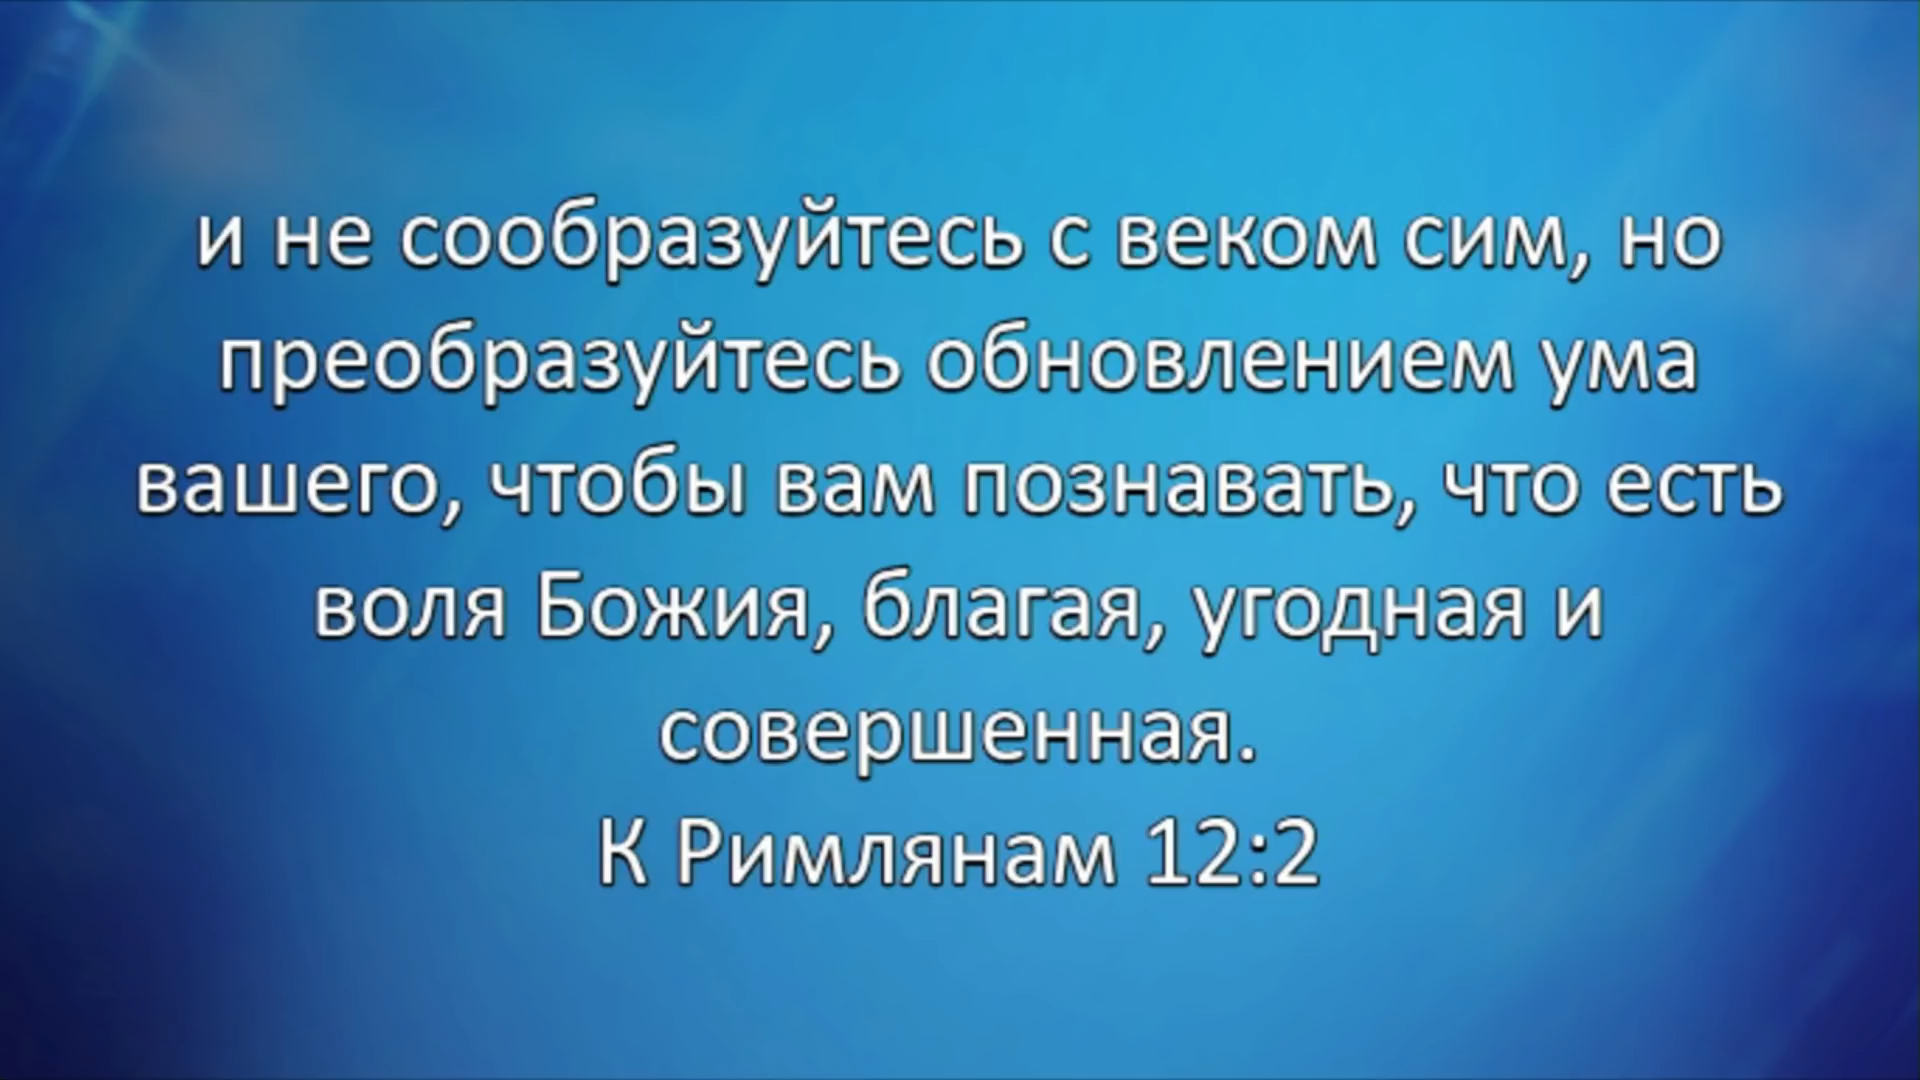 и не сообразуйтесь с веком сим, но
преобразуйтесь обновлением ума
вашего, чтобы вам познавать, что есть
воля Божия, благая, угодная и
совершенная.
К Римлянам 12:2